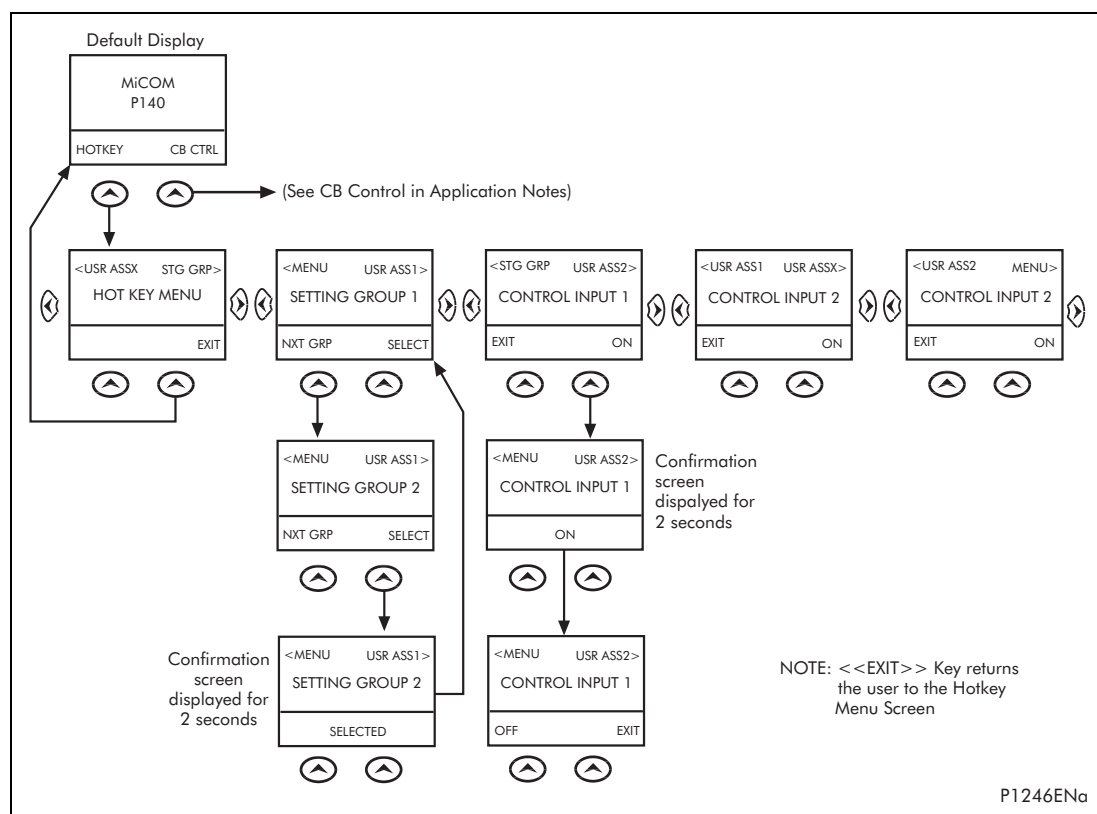 Default Display
MiCOM
P140
HOTKEY CB CTRL
(See CB Control in Application Notes)
<USR ASSX STG GRP>
HOT KEY MENU
EXIT
<MENU USR ASS1>
SETTING GROUP 1
NXT GRP SELECT
<STG GRP USR ASS2>
CONTROL INPUT 1
EXIT ON
<USR ASS1 USR ASSX>
CONTROL INPUT 2
EXIT ON
<USR ASS2 MENU>
CONTROL INPUT 2
EXIT ON
<MENU USR ASS1>
SETTING GROUP 2
NXT GRP SELECT
<MENU USR ASS2>
CONTROL INPUT 1
ON
Confirmation
screen
dispalyed for
2 seconds
Confirmation
screen
displayed for
2 seconds
<MENU USR ASS1>
SETTING GROUP 2
SELECTED
<MENU USR ASS2>
CONTROL INPUT 1
OFF EXIT
NOTE: <<EXIT>> Key returns
the user to the Hotkey
Menu Screen
P1246ENa